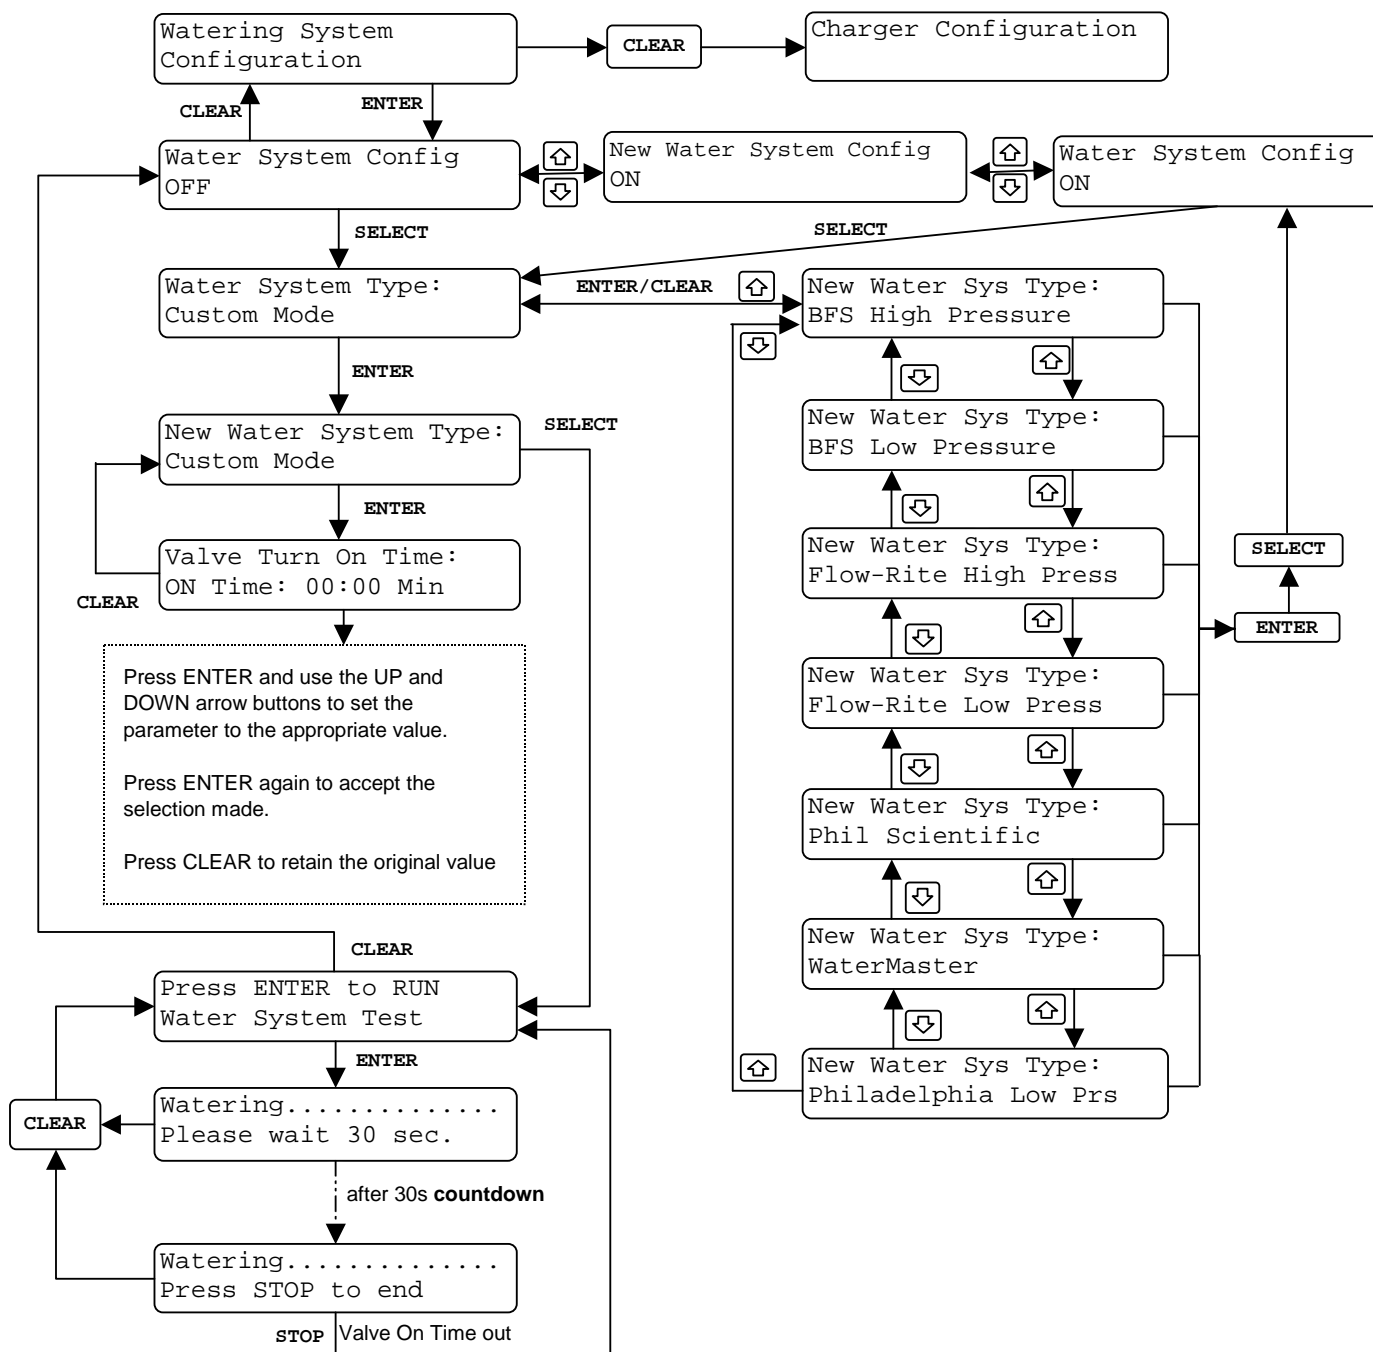 Watering System
Configuration
CLEAR
Charger Configuration
CLEAR
ENTER
Water System Config
OFF
New Water System Config
ON
Water System Config
ON
SELECT
SELECT
Water System Type:
Custom Mode
ENTER/CLEAR
New Water Sys Type:
BFS High Pressure
ENTER
New Water System Type:
Custom Mode
SELECT
New Water Sys Type:
BFS Low Pressure
ENTER
Valve Turn On Time:
ON Time: 00:00 Min
CLEAR
New Water Sys Type:
Flow-Rite High Press
SELECT
ENTER
Press ENTER and use the UP and
DOWN arrow buttons to set the
parameter to the appropriate value.
Press ENTER again to accept the
selection made.
Press CLEAR to retain the original value
New Water Sys Type:
Flow-Rite Low Press
New Water Sys Type:
Phil Scientific
New Water Sys Type:
WaterMaster
New Water Sys Type:
Philadelphia Low Prs
CLEAR
Press ENTER to RUN
Water System Test
ENTER
Watering..............
Please wait 30 sec.
CLEAR
after 30s countdown
Watering..............
Press STOP to end
STOP
Valve On Time out